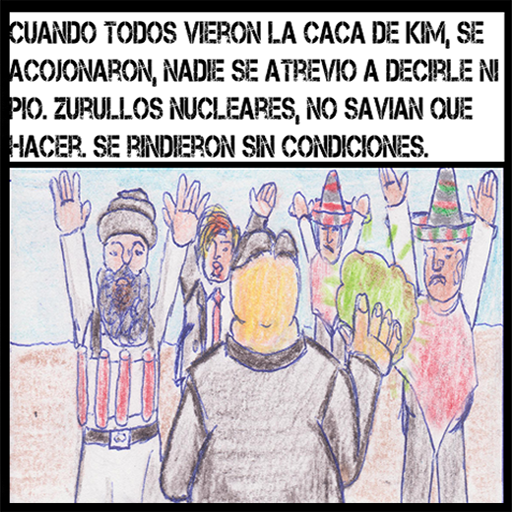 CUANDO TODOS VIERON LA CACA DE KIM, SE
ACOJONARON, NADIE SE ATREVIO A DECIRLE NI
PIO. ZURULLOS NUCLEARES, NO SAVIAN QUE
HACER. SE RINDIERON SIN CONDICIONES.